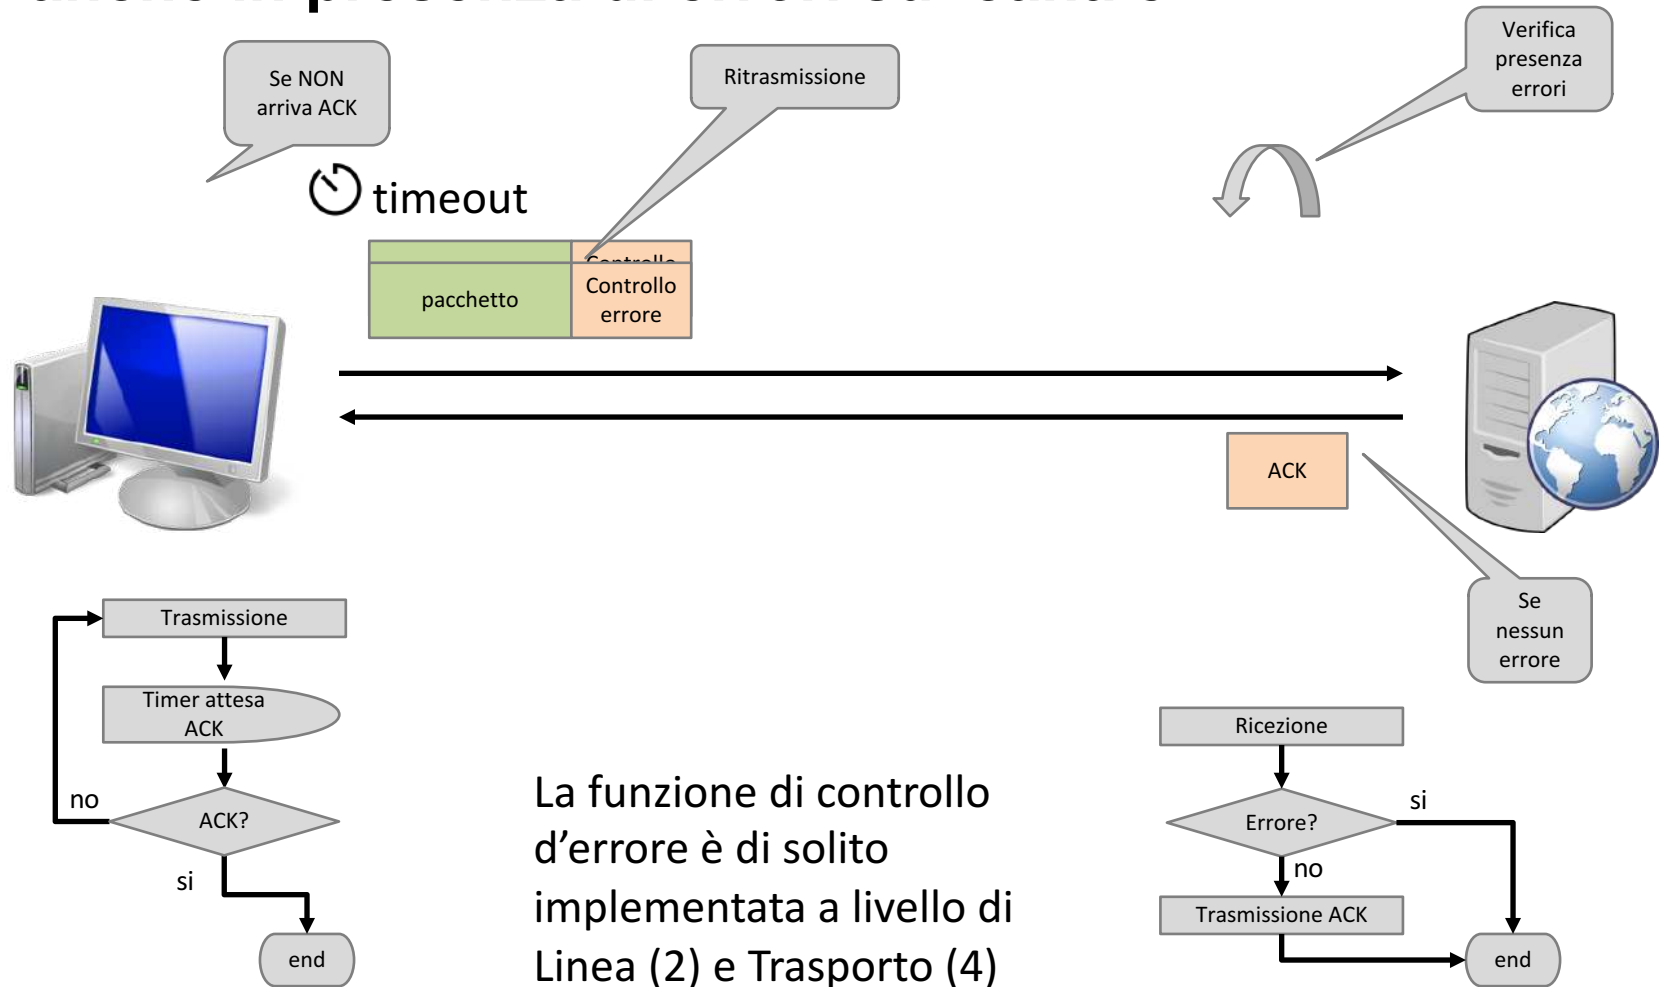 Se NON
arriva ACK
Ritrasmissione
Verifica
presenza
errori
timeout
Controllo
pacchetto
Controllo
errore
ACK
Se
nessun
errore
Trasmissione
Timer attesa
ACK
no
ACK?
si
end
La funzione di controllo
d’errore è di solito
implementata a livello di
Linea (2) e Trasporto (4)
Ricezione
Errore?
si
no
Trasmissione ACK
end